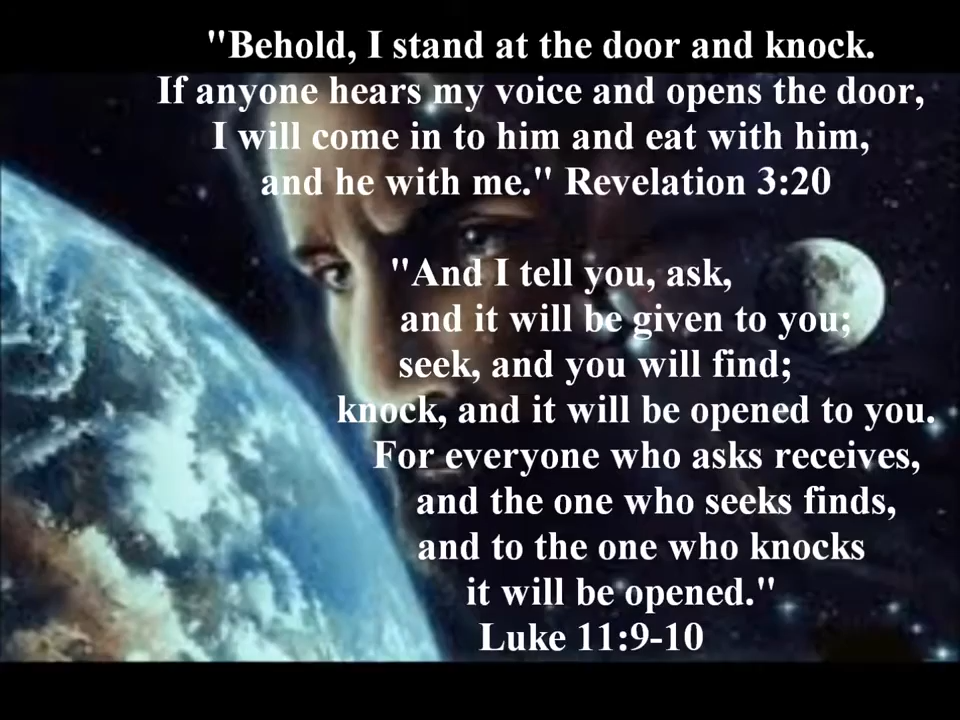 "Behold, I stand at the door and knock.
If anyone hears my voice and opens the door,
I will come in to him and eat with him,
and he with me." Revelation 3:20
"And I tell you, ask,
and it will be given to you;
seek, and you will find;
knock, and it will be opened to you.
For everyone who asks receives,
and the one who seeks finds,
and to the one who knocks
it will be opened."
Luke 11:9-10